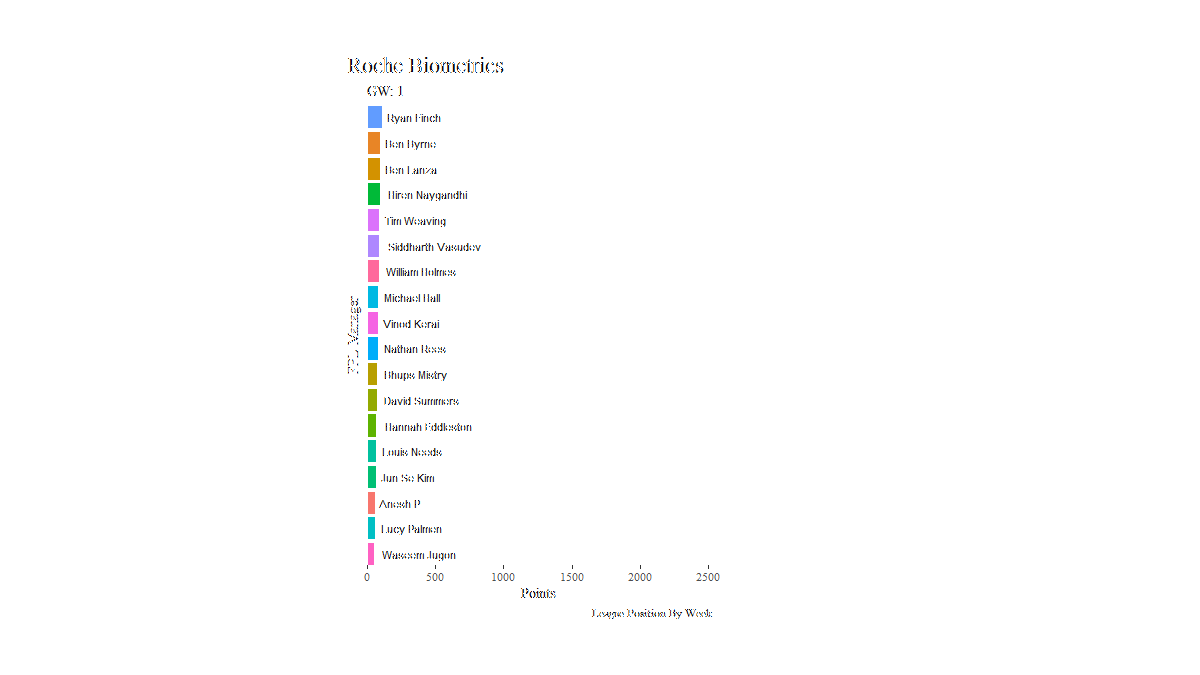 Roche Biometrics
GW: 1
Ryan Finch
Ben Byrne
Ben Lanza
Hiren Naygandhi
Tim Weaving
Siddharth Vasudev
William Holmes
Michael Hall
Vinod Kerai
Nathan Rees
Bhups Mistry
David Summers
Hannah Eddleston
Louis Needs
Jun Se Kim
Anesh P
Lucy Palmen
Waseem Jugon
FPL Manager
0 500 1000 1500 2000 2500
Points
League Position By Week